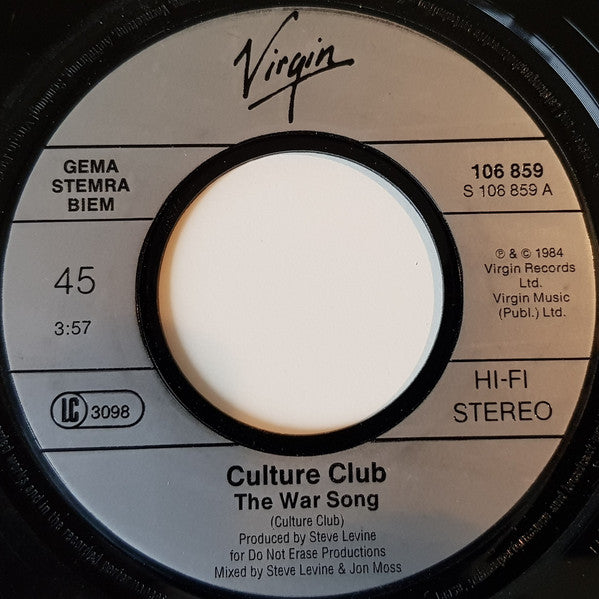 Virgin
GEMA
STEMRA
BIEM
106 859
S 106 859 A
45
3:57
℗ & © 1984
Virgin Records
Ltd.
Virgin Music
(Publ.) Ltd.
LC 3098
HI-FI
STEREO
Culture Club
The War Song
(Culture Club)
Produced by Steve Levine
for Do Not Erase Productions
Mixed by Steve Levine & Jon Moss